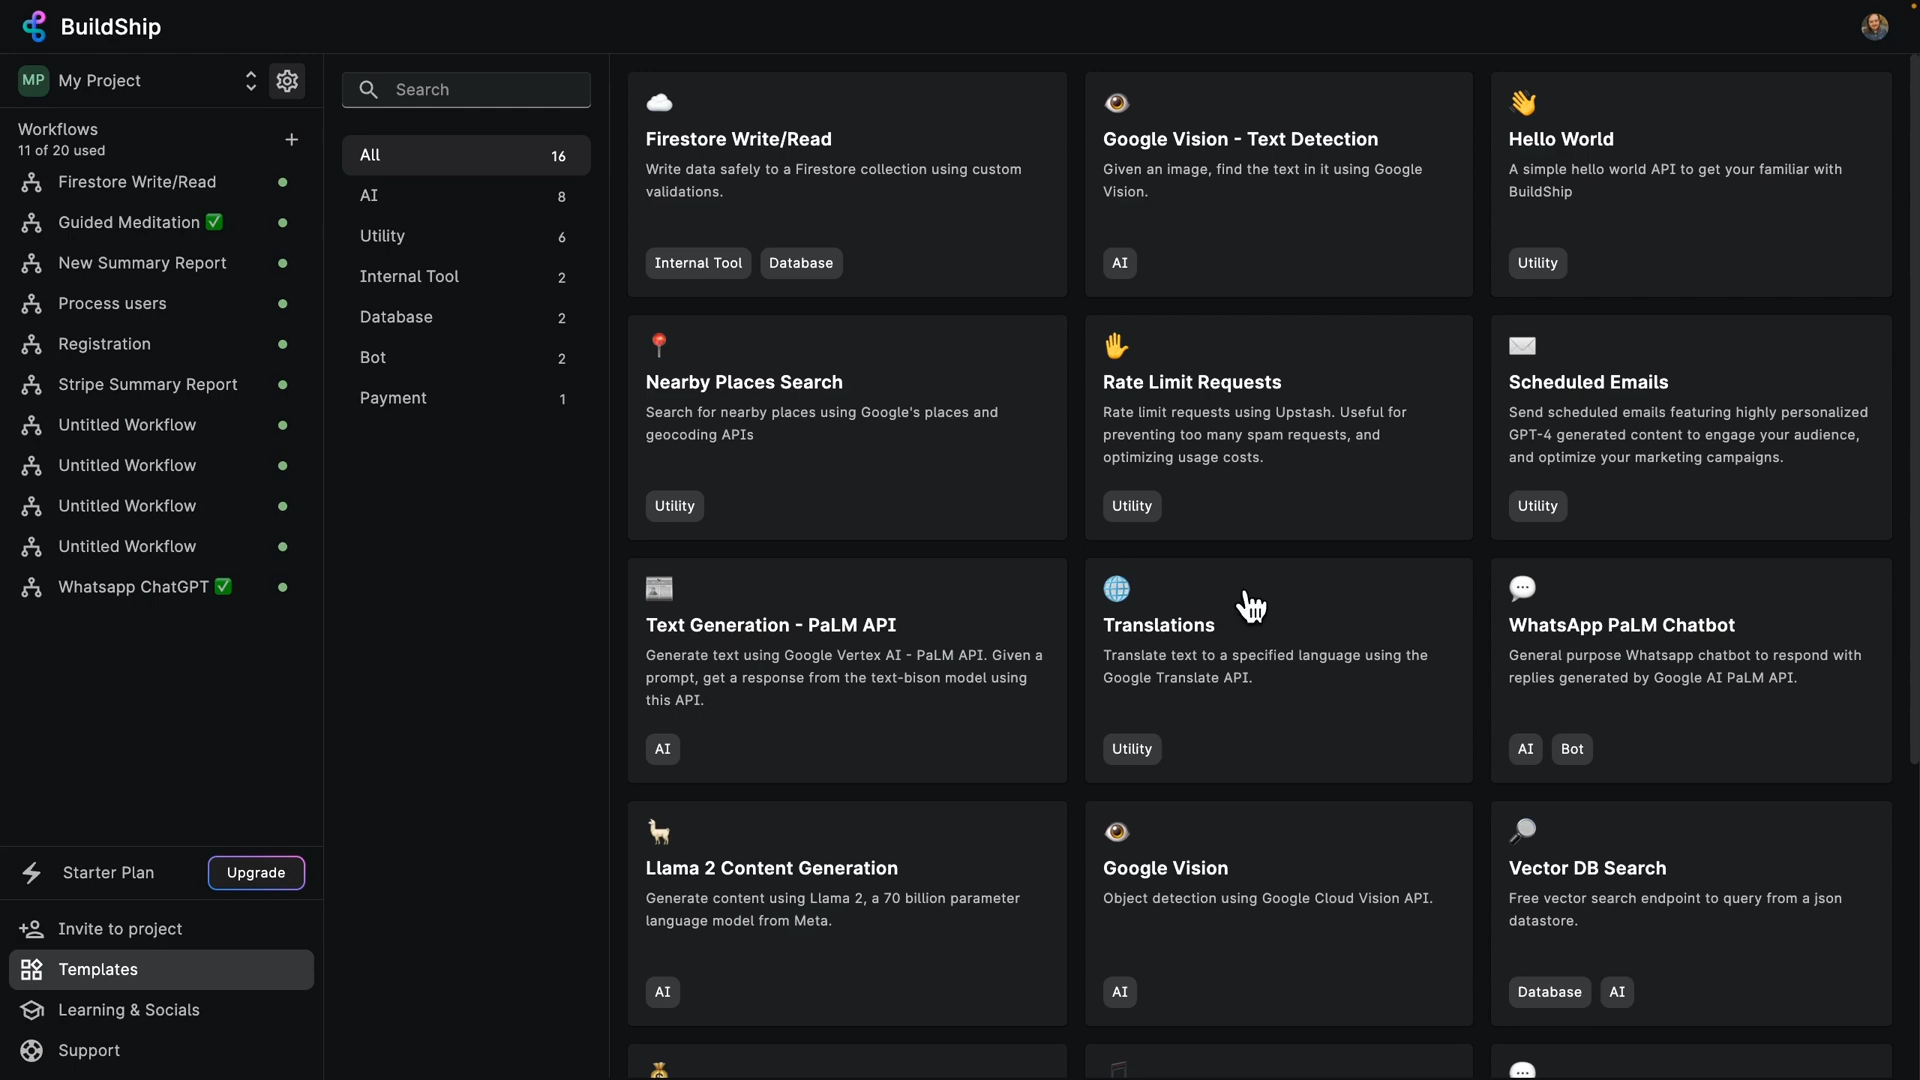 BuildShip
MP My Project
Workflows
11 of 20 used
Firestore Write/Read
Guided Meditation ✅
New Summary Report
Process users
Registration
Stripe Summary Report
Untitled Workflow
Untitled Workflow
Untitled Workflow
Untitled Workflow
Whatsapp ChatGPT ✅
Starter Plan Upgrade
Invite to project
Templates
Learning & Socials
Support
Search
All 16
AI 8
Utility 6
Internal Tool 2
Database 2
Bot 2
Payment 1
Firestore Write/Read
Write data safely to a Firestore collection using custom
validations.
Internal Tool Database
Google Vision - Text Detection
Given an image, find the text in it using Google
Vision.
AI
Hello World
A simple hello world API to get your familiar with
BuildShip
Utility
Nearby Places Search
Search for nearby places using Google's places and
geocoding APIs
Utility
Rate Limit Requests
Rate limit requests using Upstash. Useful for
preventing too many spam requests, and
optimizing usage costs.
Utility
Scheduled Emails
Send scheduled emails featuring highly personalized
GPT-4 generated content to engage your audience,
and optimize your marketing campaigns.
Utility
Text Generation - PaLM API
Generate text using Google Vertex AI - PaLM API. Given a
prompt, get a response from the text-bison model using
this API.
AI
Translations
Translate text to a specified language using the
Google Translate API.
Utility
WhatsApp PaLM Chatbot
General purpose Whatsapp chatbot to respond with
replies generated by Google AI PaLM API.
AI Bot
Llama 2 Content Generation
Generate content using Llama 2, a 70 billion parameter
language model from Meta.
AI
Google Vision
Object detection using Google Cloud Vision API.
AI
Vector DB Search
Free vector search endpoint to query from a json
datastore.
Database AI